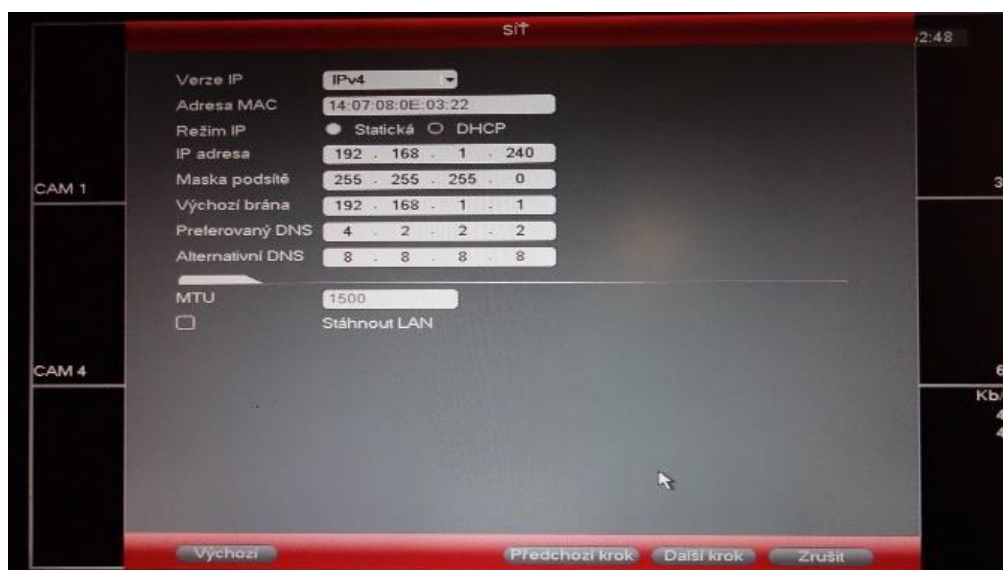 SíŤ
2:48
Verze IP IPv4
Adresa MAC 14:07:08:0E:03:22
Režim IP Statická DHCP
IP adresa 192 . 168 . 1 . 240
Maska podsítě 255 . 255 . 255 . 0
Výchozí brána 192 . 168 . 1 . 1
Preferovaný DNS 4 . 2 . 2 . 2
Alternativní DNS 8 . 8 . 8 . 8
MTU 1500
Stáhnout LAN
CAM 1
3
CAM 4
6
Kb/
4
4
Výchozí Předchozí krok Další krok Zrušit